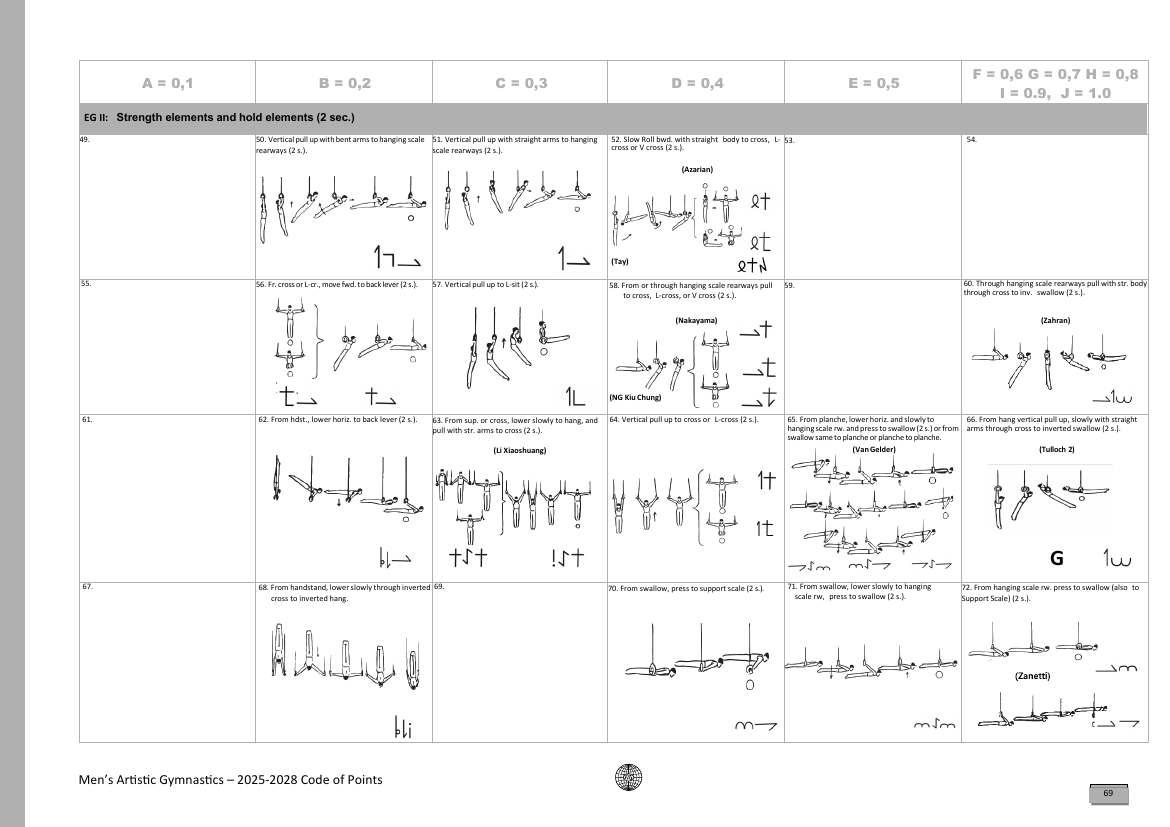 A = 0,1
B = 0,2
C = 0,3
D = 0,4
E = 0,5
F = 0,6 G = 0,7 H = 0,8
I = 0.9, J = 1.0
EG II: Strength elements and hold elements (2 sec.)
49.
50. Vertical pull up with bent arms to hanging scale
rearways (2 s.).
51. Vertical pull up with straight arms to hanging
scale rearways (2 s.).
52. Slow Roll bwd. with straight body to cross, L-
cross or V cross (2 s.).
(Azarian)
(Tay)
53.
54.
55.
56. Fr. cross or L-cr., move fwd. to back lever (2 s.).
57. Vertical pull up to L-sit (2 s.).
58. From or through hanging scale rearways pull
to cross, L-cross, or V cross (2 s.).
(Nakayama)
(NG Kiu Chung)
59.
60. Through hanging scale rearways pull with str. body
through cross to inv. swallow (2 s.).
(Zahran)
61.
62. From hdst., lower horiz. to back lever (2 s.).
63. From sup. or cross, lower slowly to hang, and
pull with str. arms to cross (2 s.).
(Li Xiaoshuang)
64. Vertical pull up to cross or L-cross (2 s.).
65. From planche, lower horiz. and slowly to
hanging scale rw. and press to swallow (2 s.) or from
swallow same to planche or planche to planche.
(Van Gelder)
66. From hang vertical pull up, slowly with straight
arms through cross to inverted swallow (2 s.).
(Tulloch 2)
G
67.
68. From handstand, lower slowly through inverted
cross to inverted hang.
69.
70. From swallow, press to support scale (2 s.).
71. From swallow, lower slowly to hanging
scale rw, press to swallow (2 s.).
72. From hanging scale rw. press to swallow (also to
Support Scale) (2 s.).
(Zanetti)
Men's Artistic Gymnastics – 2025-2028 Code of Points
69